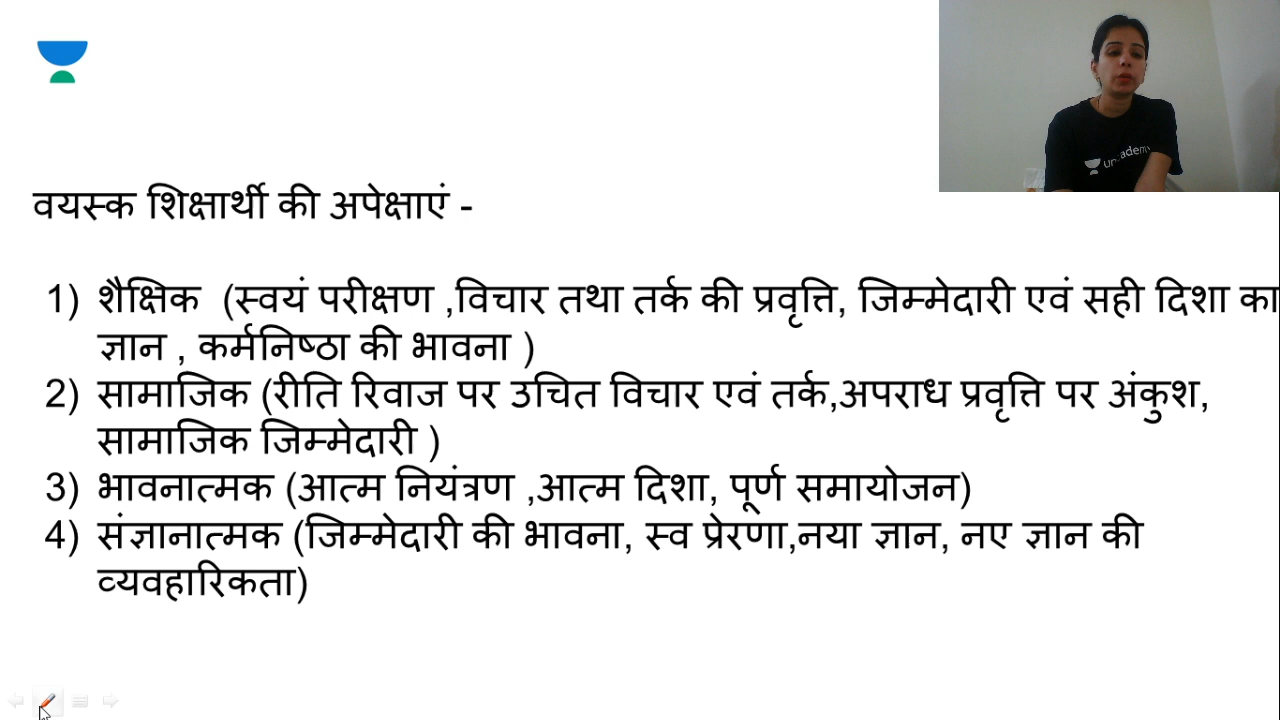 unacademy
वयस्क शिक्षार्थी की अपेक्षाएं -
1) शैक्षिक (स्वयं परीक्षण ,विचार तथा तर्क की प्रवृत्ति, जिम्मेदारी एवं सही दिशा का
ज्ञान , कर्मनिष्ठा की भावना )
2) सामाजिक (रीति रिवाज पर उचित विचार एवं तर्क,अपराध प्रवृत्ति पर अंकुश,
सामाजिक जिम्मेदारी )
3) भावनात्मक (आत्म नियंत्रण ,आत्म दिशा, पूर्ण समायोजन)
4) संज्ञानात्मक (जिम्मेदारी की भावना, स्व प्रेरणा,नया ज्ञान, नए ज्ञान की
व्यवहारिकता)